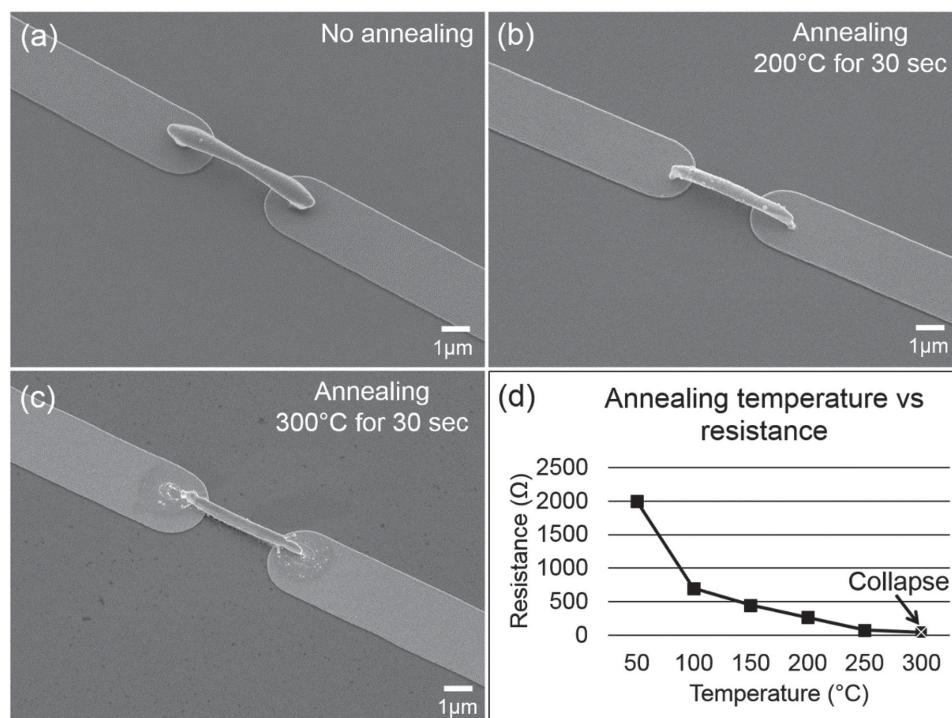 (a)
No annealing
1µm
(b)
Annealing
200°C for 30 sec
1µm
(c)
Annealing
300°C for 30 sec
1µm
(d)
Annealing temperature vs
resistance
Resistance (Ω)
2500
2000
1500
1000
500
0
Collapse
50 100 150 200 250 300
Temperature (°C)